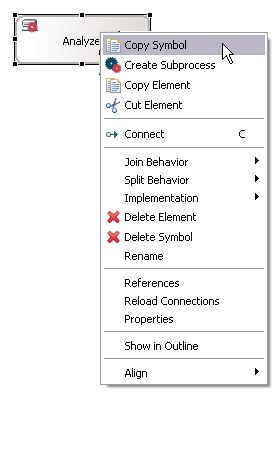 Analyze
Copy Symbol
Create Subprocess
Copy Element
Cut Element
Connect C
Join Behavior
Split Behavior
Implementation
Delete Element
Delete Symbol
Rename
References
Reload Connections
Properties
Show in Outline
Align